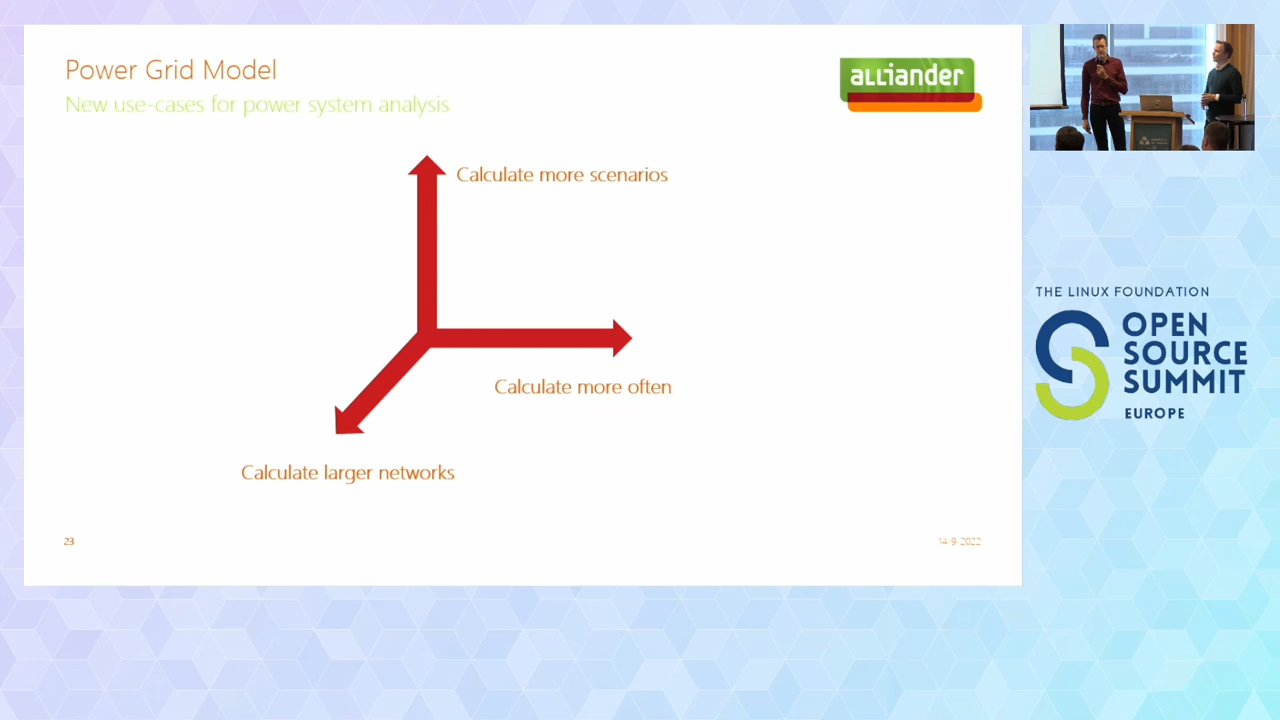 Power Grid Model
New use-cases for power system analysis
alliander
Calculate more scenarios
Calculate more often
Calculate larger networks
23
14-9-2022
THE LINUX FOUNDATION
OPEN
SOURCE
SUMMIT
EUROPE